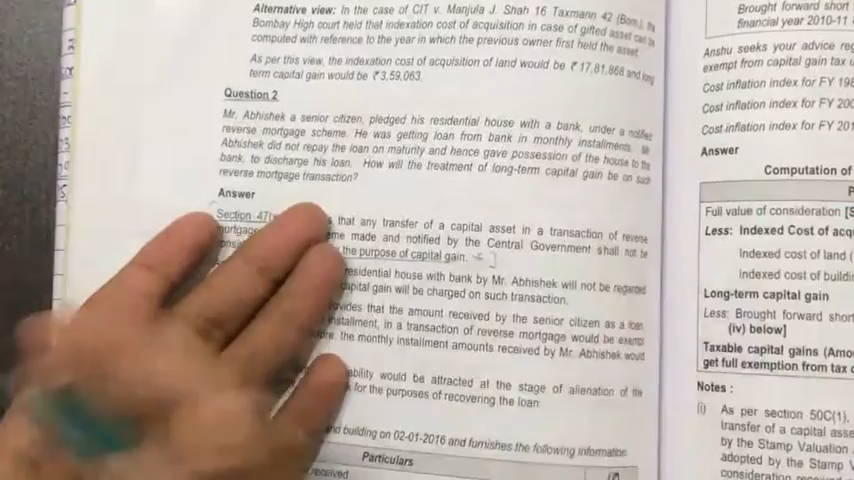 Alternative view: In the case of CIT v. Manjula J. Shah 16 Taxmann 42 (Bom.), the
Bombay High court held that indexation cost of acquisition in case of gifted asset can be
computed with reference to the year in which the previous owner first held the asset.
As per this view, the indexation cost of acquisition of land would be ₹ 17,81,868 and long
term capital gain would be ₹ 3,59,063.
Question 2
Mr. Abhishek a senior citizen, pledged his residential house with a bank, under a notified
reverse mortgage scheme. He was getting loan from bank in monthly installments. Mr.
Abhishek did not repay the loan on maturity and hence gave possession of the house to the
bank, to discharge his loan. How will the treatment of long-term capital gain be on such
reverse mortgage transaction?
Answer
Section 47( that any transfer of a capital asset in a transaction of reverse
mortgage made and notified by the Central Government shall not be
the purpose of capital gain.
residential house with bank by Mr. Abhishek will not be regarded
capital gain will be charged on such transaction.
that the amount received by the senior citizen as a loan
installment, in a transaction of reverse mortgage would be exempt
the monthly installment amounts received by Mr. Abhishek would
would be attracted at the stage of alienation of the
for the purposes of recovering the loan.
and building on 02-01-2016 and furnishes the following information
Particulars
received
Brought forward short
financial year 2010-11
Anshu seeks your advice
exempt from capital gain tax
Cost inflation index for FY
Cost inflation index for FY
Cost inflation index for FY
Answer
Computation of
Full value of consideration
Less: Indexed Cost of
Indexed cost of land
Indexed cost of
Long-term capital gain
Less: Brought forward short
(iv) below]
Taxable capital gains
get full exemption from tax
Notes :
(i) As per section 50C(1),
transfer of a capital
by the Stamp Valuation
adopted by the Stamp
consideration